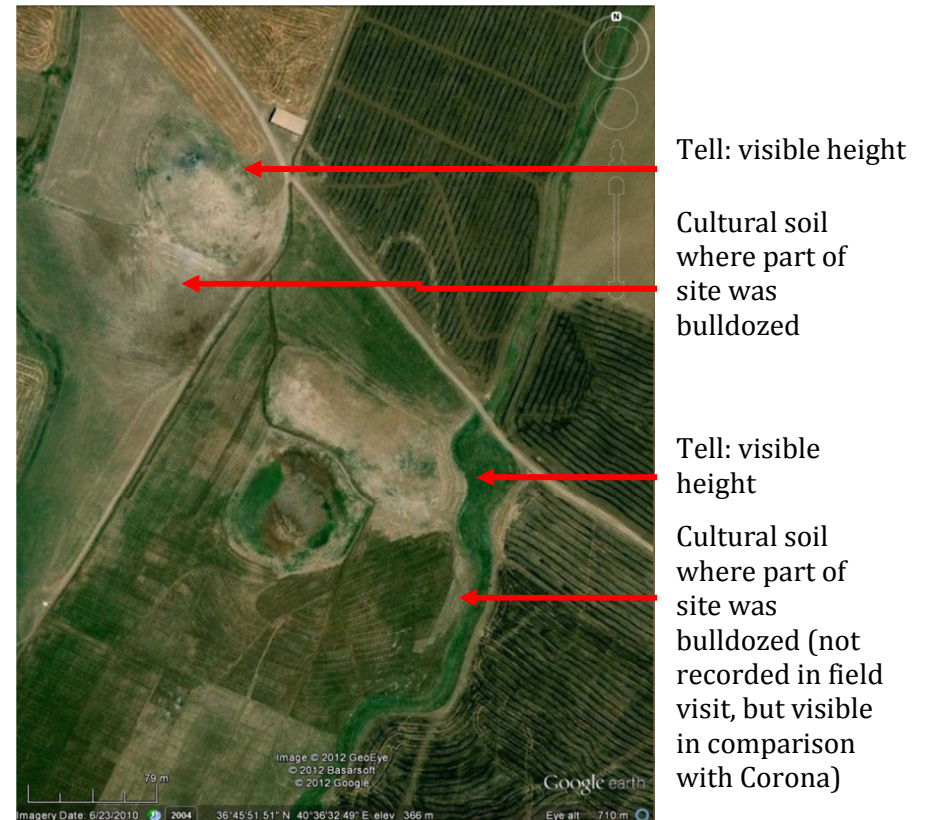 N
Tell: visible height
Cultural soil
where part of
site was
bulldozed
Tell: visible
height
Cultural soil
where part of
site was
bulldozed (not
recorded in field
visit, but visible
in comparison
with Corona)
Image © 2012 GeoEye
© 2012 Basarsoft
© 2012 Google
79 m
Google earth
Imagery Date: 6/23/2010 2004 36°45'51.51" N 40°36'32.49" E elev 366 m Eye alt 710 m